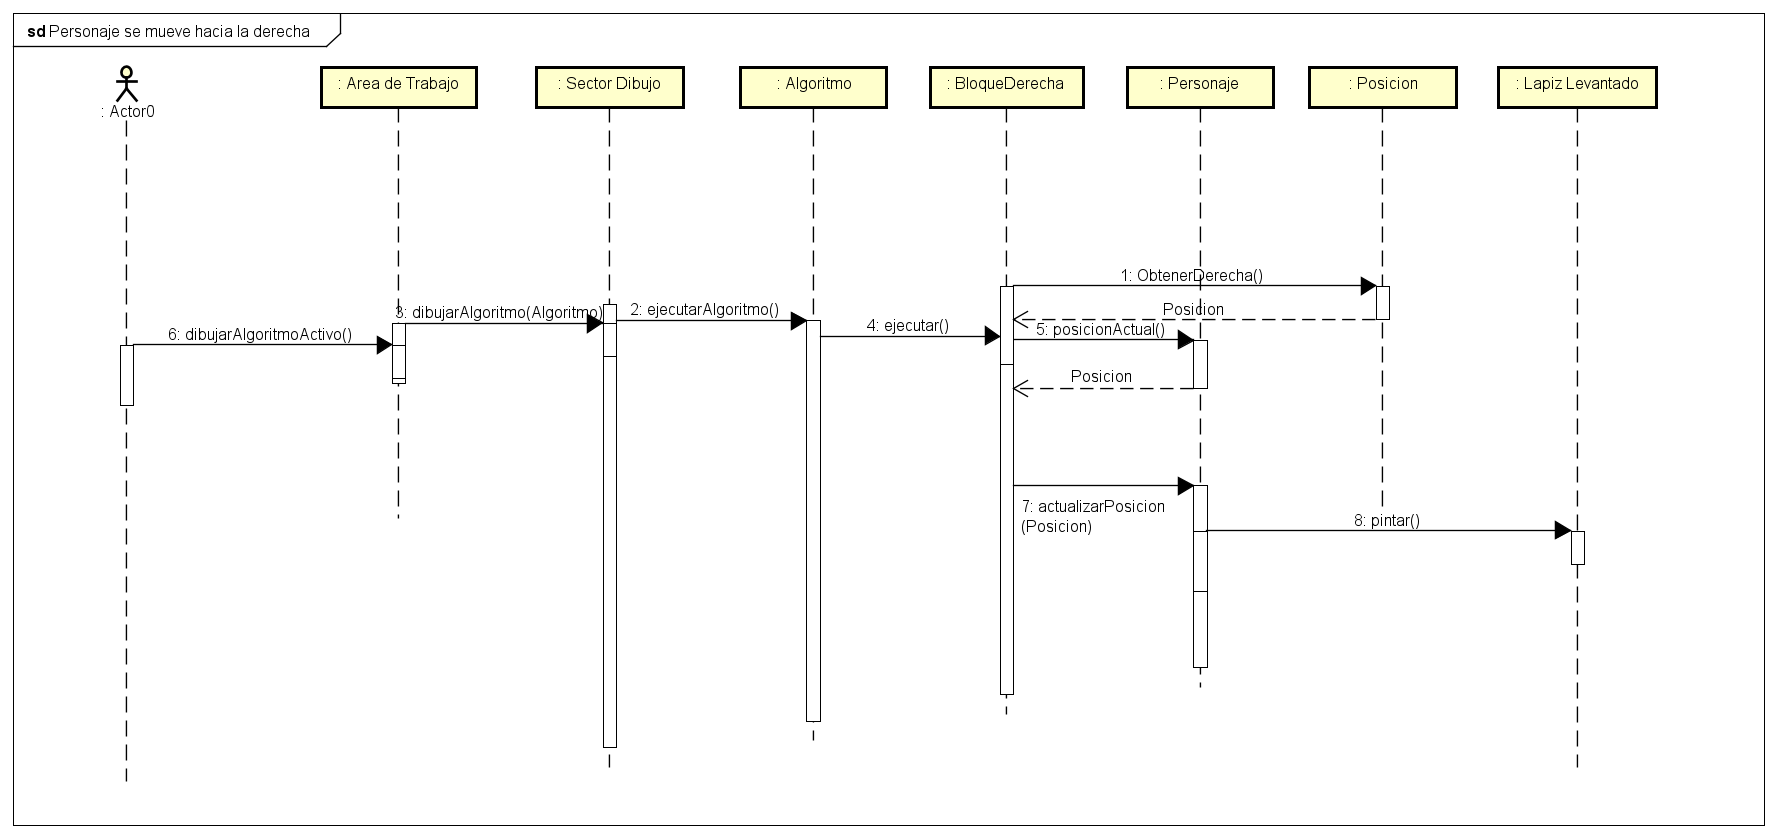 sd Personaje se mueve hacia la derecha
: Actor0
: Area de Trabajo
: Sector Dibujo
: Algoritmo
: BloqueDerecha
: Personaje
: Posicion
: Lapiz Levantado
1: ObtenerDerecha()
Posicion
3: dibujarAlgoritmo(Algoritmo)
2: ejecutarAlgoritmo()
4: ejecutar()
5: posicionActual()
6: dibujarAlgoritmoActivo()
Posicion
7: actualizarPosicion
(Posicion)
8: pintar()